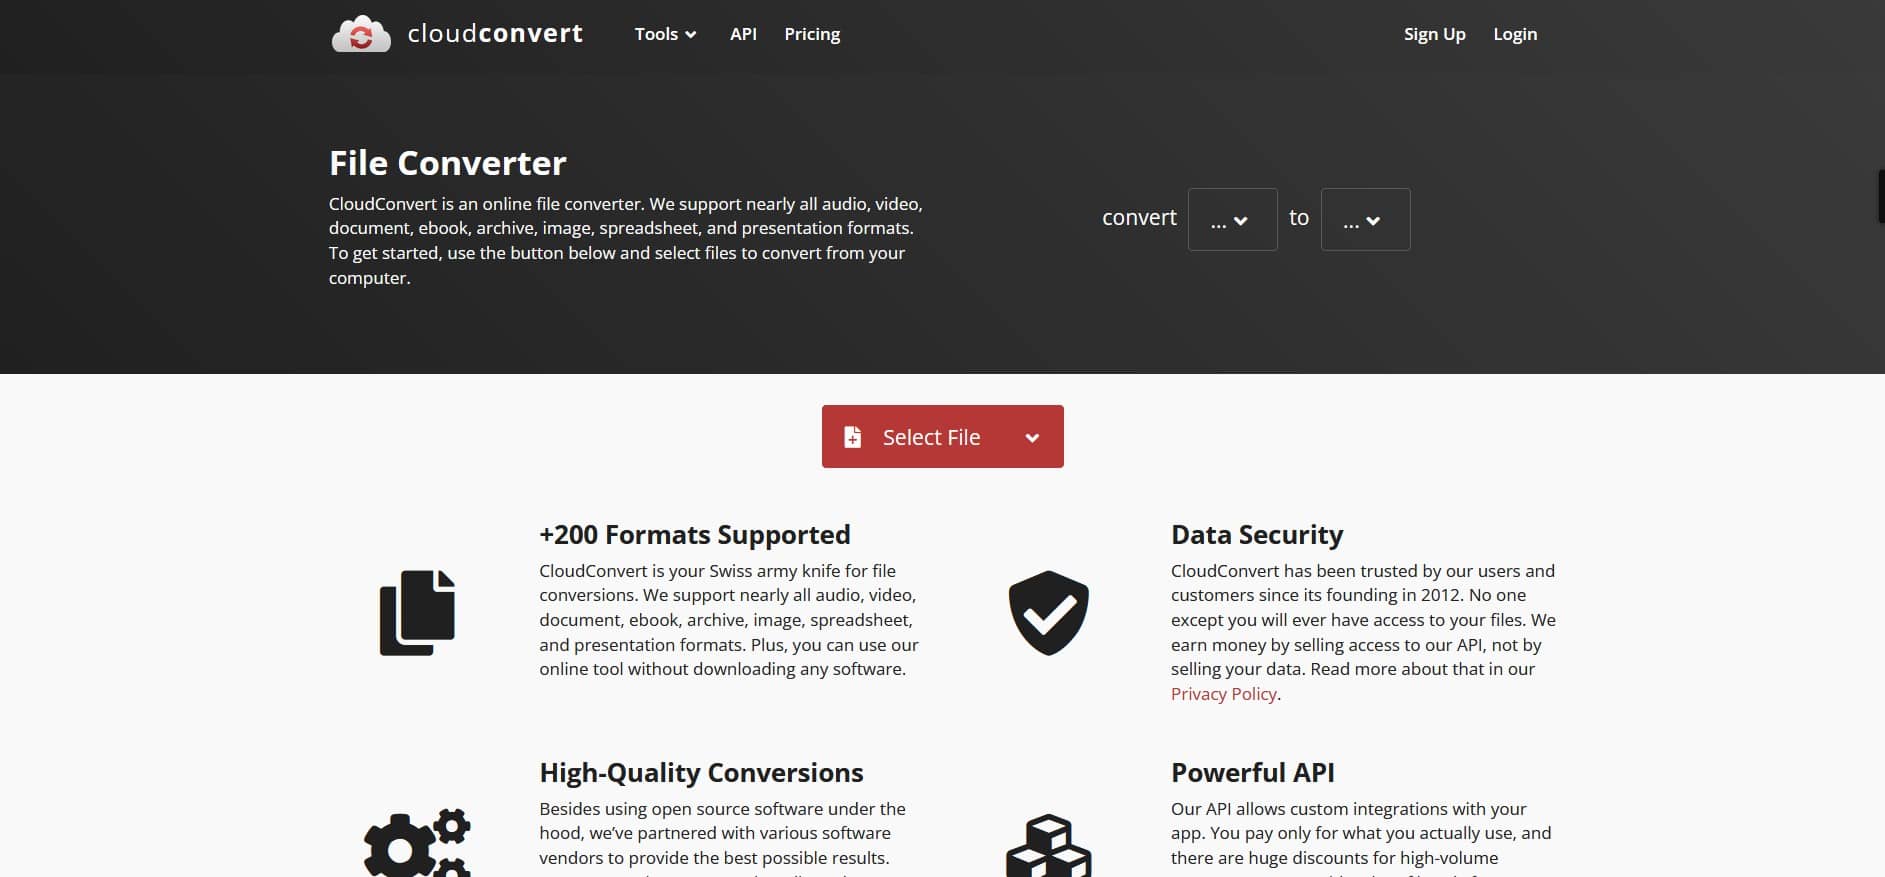 cloudconvert
Tools
API
Pricing
Sign Up
Login
File Converter
CloudConvert is an online file converter. We support nearly all audio, video,
document, ebook, archive, image, spreadsheet, and presentation formats.
To get started, use the button below and select files to convert from your
computer.
convert ... to ...
Select File
+200 Formats Supported
CloudConvert is your Swiss army knife for file
conversions. We support nearly all audio, video,
document, ebook, archive, image, spreadsheet,
and presentation formats. Plus, you can use our
online tool without downloading any software.
Data Security
CloudConvert has been trusted by our users and
customers since its founding in 2012. No one
except you will ever have access to your files. We
earn money by selling access to our API, not by
selling your data. Read more about that in our
Privacy Policy.
High-Quality Conversions
Besides using open source software under the
hood, we’ve partnered with various software
vendors to provide the best possible results.
Powerful API
Our API allows custom integrations with your
app. You pay only for what you actually use, and
there are huge discounts for high-volume